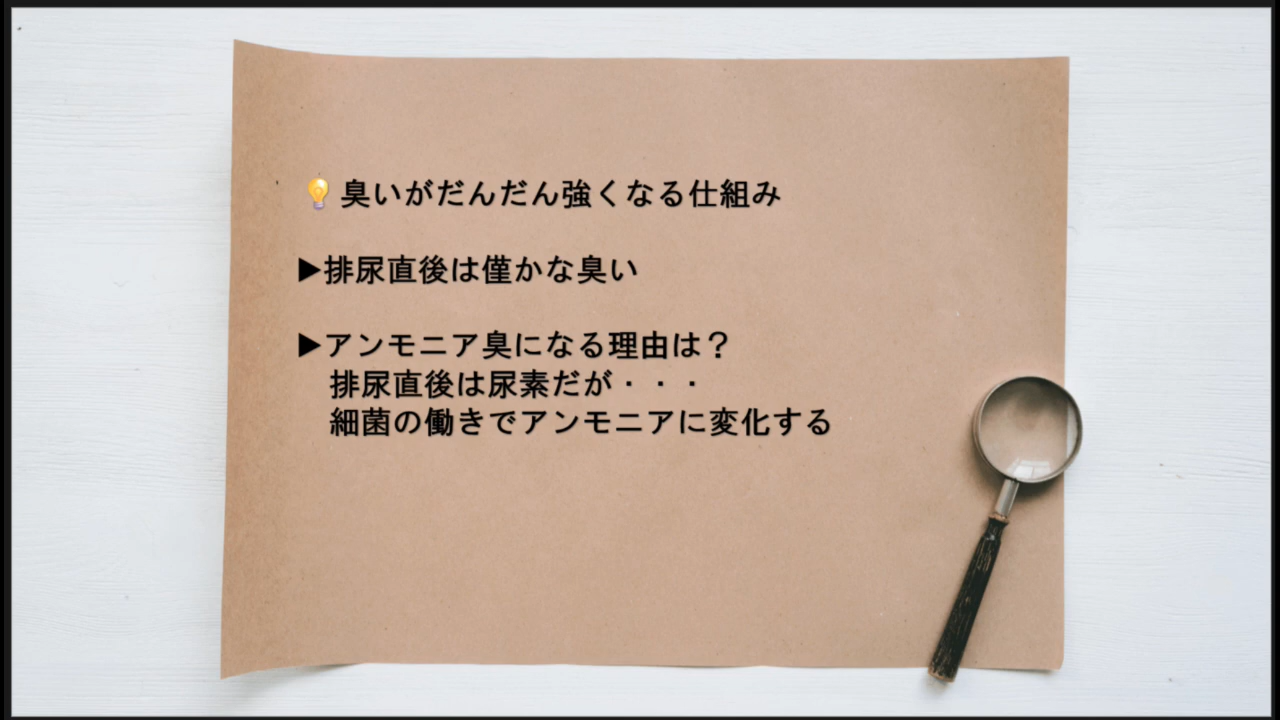 💡臭いがだんだん強くなる仕組み
▶排尿直後は僅かな臭い
▶アンモニア臭になる理由は？
排尿直後は尿素だが・・・
細菌の働きでアンモニアに変化する